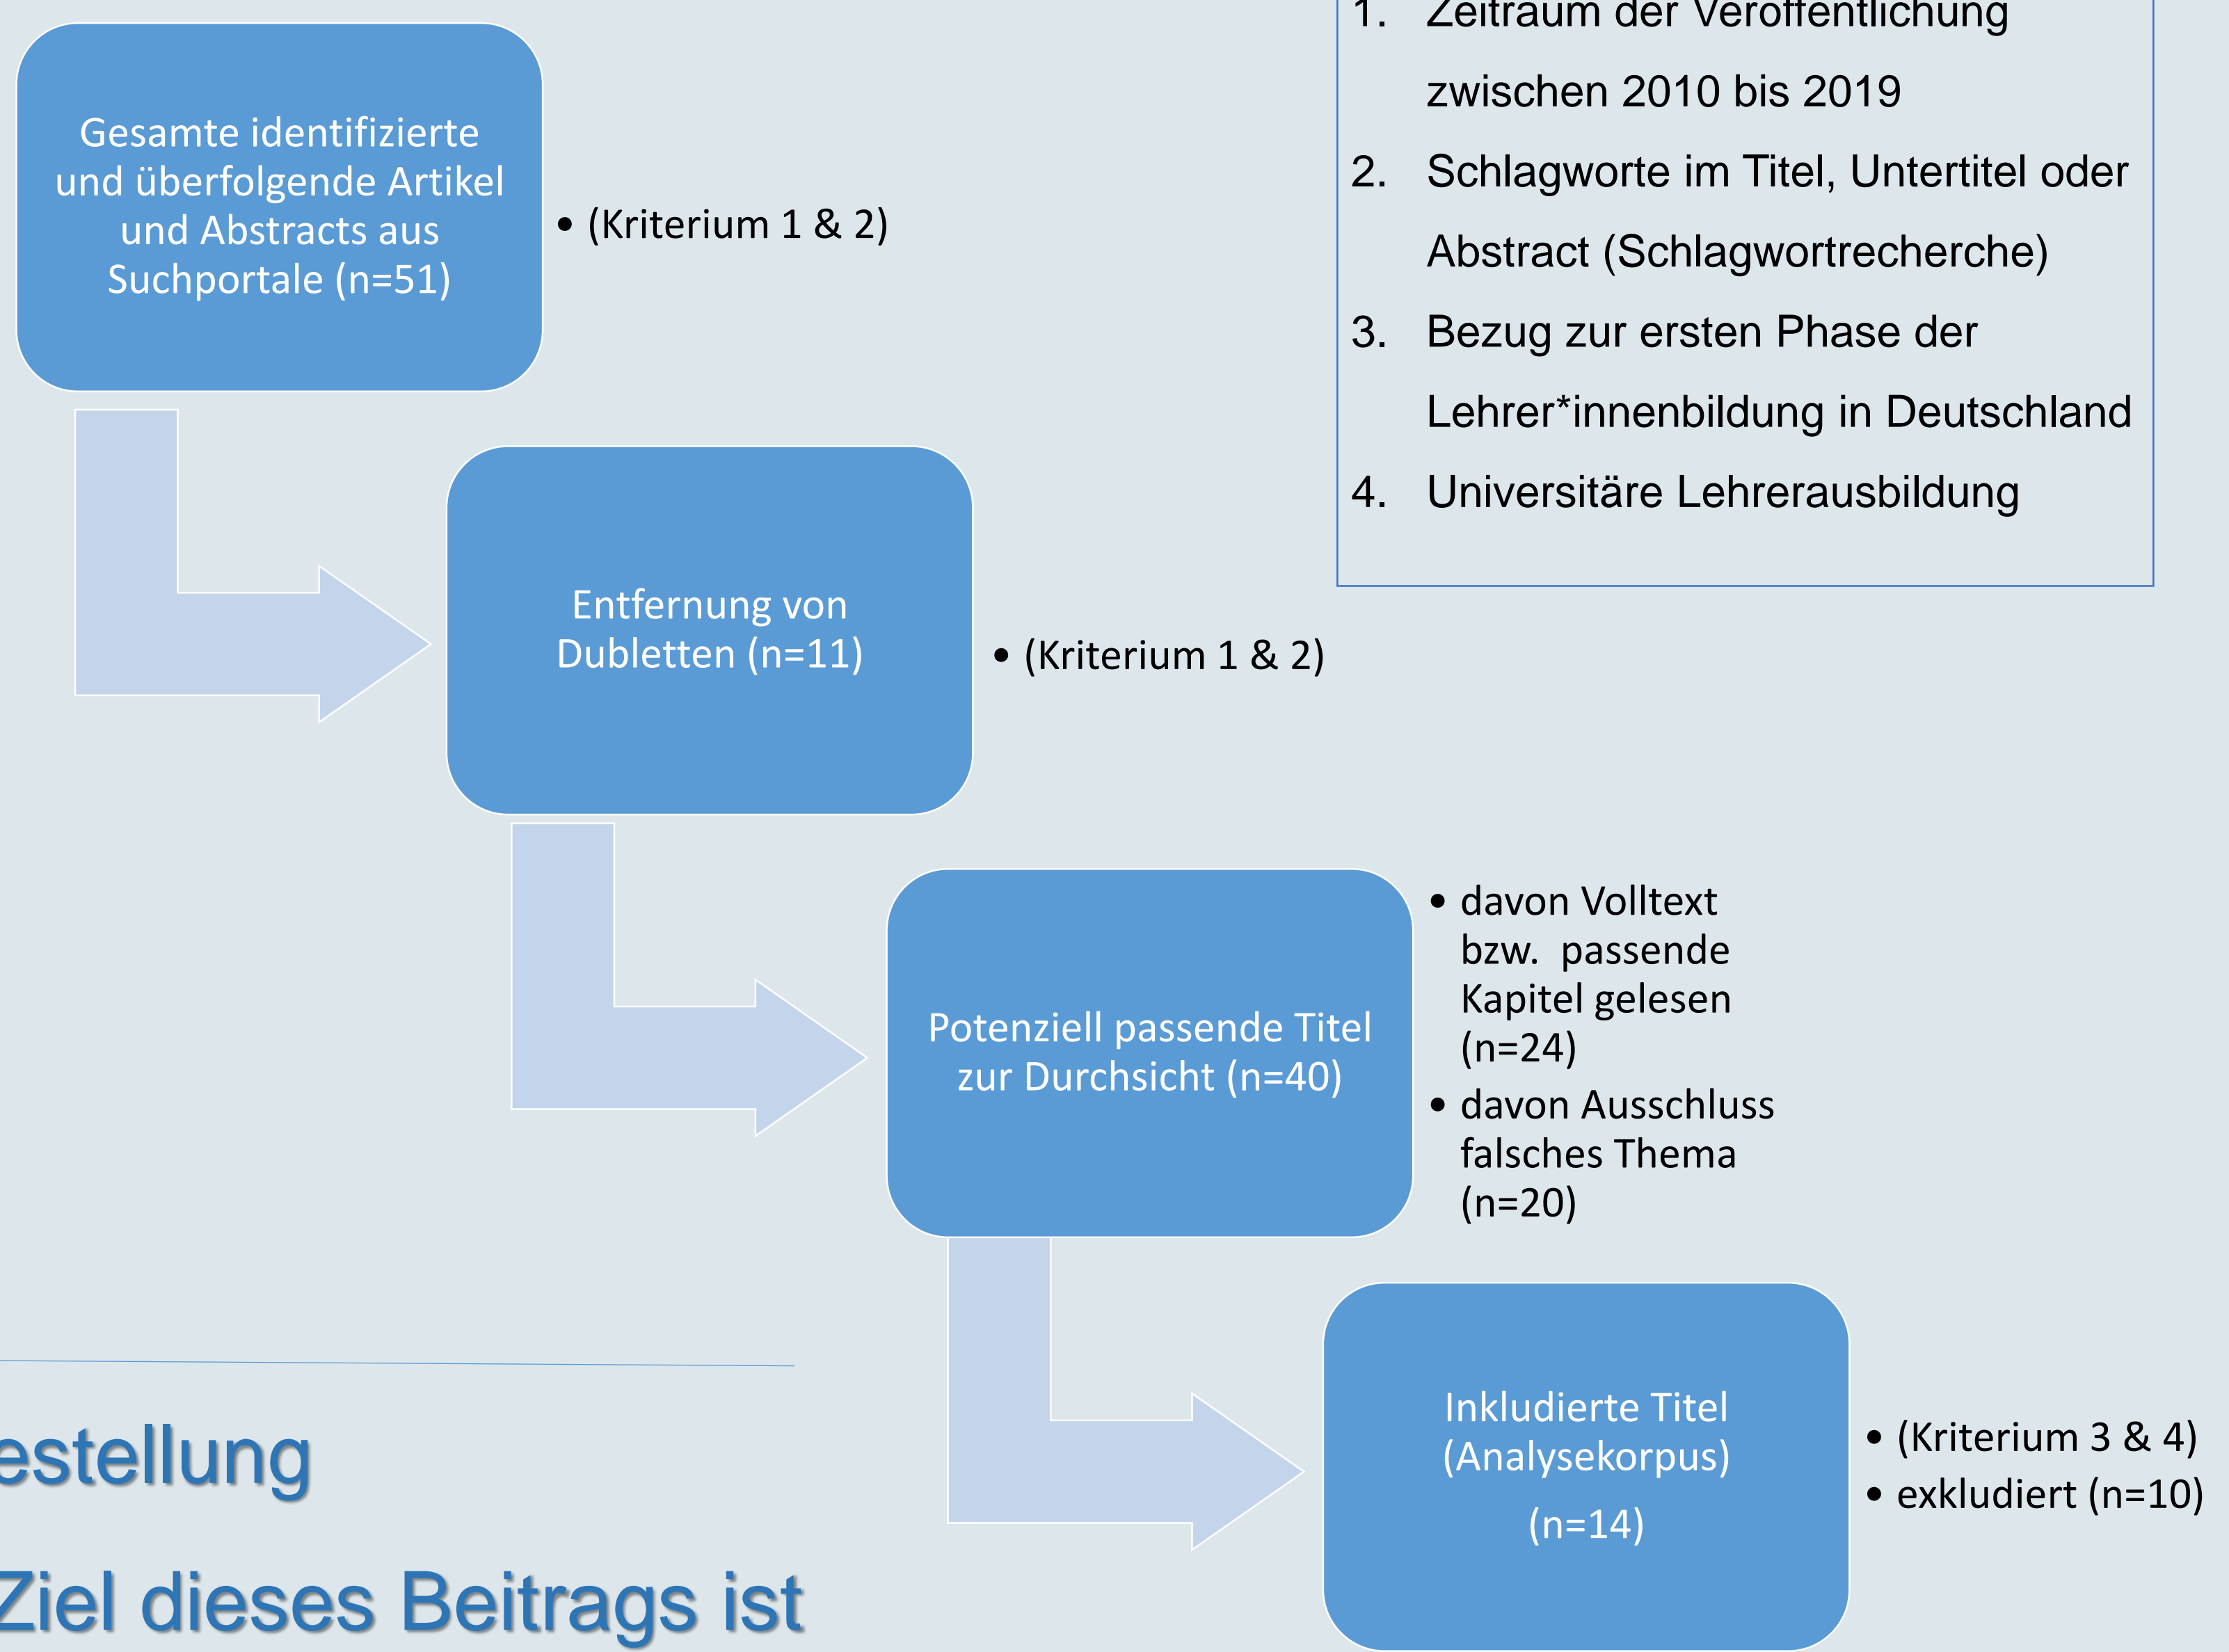 Gesamte identifizierte
und überfolgende Artikel
und Abstracts aus
Suchportale (n=51)
• (Kriterium 1 & 2)
1. Zeitraum der Veröffentlichung
zwischen 2010 bis 2019
2. Schlagworte im Titel, Untertitel oder
Abstract (Schlagwortrecherche)
3. Bezug zur ersten Phase der
Lehrer*innenbildung in Deutschland
4. Universitäre Lehrerausbildung
Entfernung von
Dubletten (n=11)
• (Kriterium 1 & 2)
Potenziell passende Titel
zur Durchsicht (n=40)
• davon Volltext
bzw. passende
Kapitel gelesen
(n=24)
• davon Ausschluss
falsches Thema
(n=20)
Inkludierte Titel
(Analysekorpus)
(n=14)
• (Kriterium 3 & 4)
• exkludiert (n=10)
estellung
Ziel dieses Beitrags ist